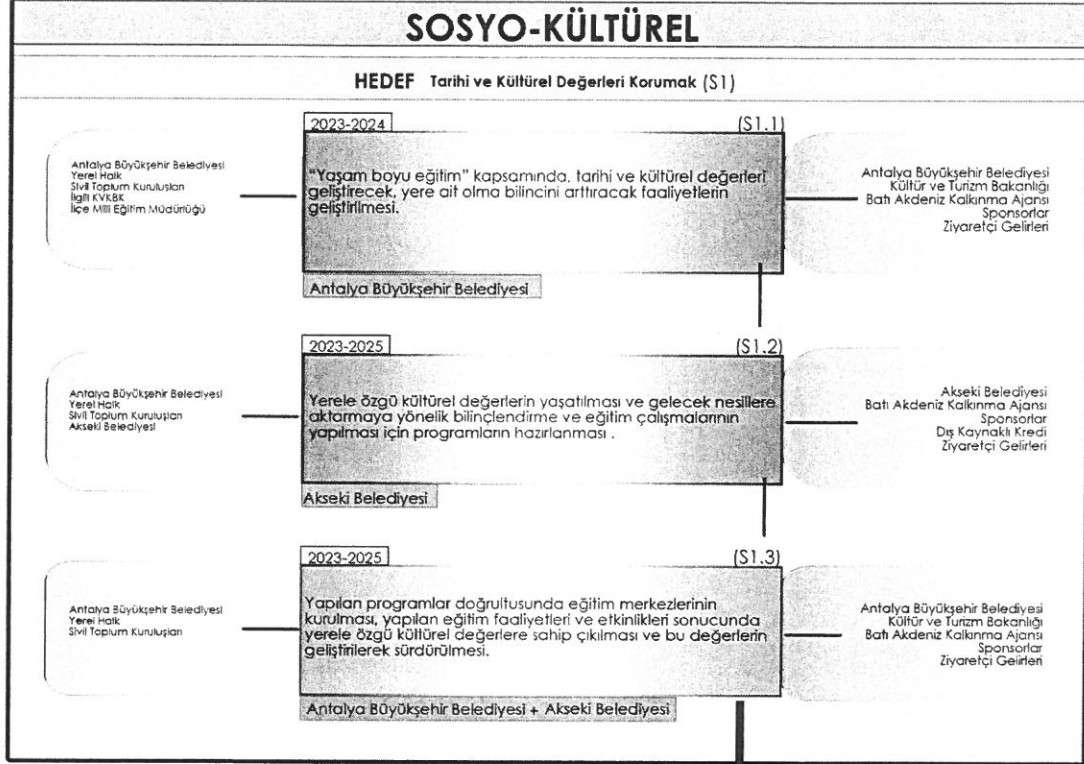 SOSYO-KÜLTÜREL
HEDEF Tarihi ve Kültürel Değerleri Korumak (S1)
2023-2024
(S1.1)
Antalya Büyükşehir Belediyesi
Yerel Halk
Sivil Toplum Kuruluşları
İlgili KVKBK
İlçe Milli Eğitim Müdürlüğü
"Yaşam boyu eğitim" kapsamında, tarihi ve kültürel değerleri
geliştirecek, yere ait olma bilincini arttıracak faaliyetlerin
geliştirilmesi.
Antalya Büyükşehir Belediyesi
Kültür ve Turizm Bakanlığı
Batı Akdeniz Kalkınma Ajansı
Sponsorlar
Ziyaretçi Gelirleri
Antalya Büyükşehir Belediyesi
2023-2025
(S1.2)
Antalya Büyükşehir Belediyesi
Yerel Halk
Sivil Toplum Kuruluşları
Akseki Belediyesi
Yerele özgü kültürel değerlerin yaşatılması ve gelecek nesillere
aktarmaya yönelik bilinçlendirme ve eğitim çalışmalarının
yapılması için programların hazırlanması .
Akseki Belediyesi
Batı Akdeniz Kalkınma Ajansı
Sponsorlar
Dış Kaynaklı Kredi
Ziyaretçi Gelirleri
Akseki Belediyesi
2023-2025
(S1.3)
Antalya Büyükşehir Belediyesi
Yerel Halk
Sivil Toplum Kuruluşları
Yapılan programlar doğrultusunda eğitim merkezlerinin
kurulması, yapılan eğitim faaliyetleri ve etkinlikleri sonucunda
yerele özgü kültürel değerlere sahip çıkılması ve bu değerlerin
geliştirilerek sürdürülmesi.
Antalya Büyükşehir Belediyesi
Kültür ve Turizm Bakanlığı
Batı Akdeniz Kalkınma Ajansı
Sponsorlar
Ziyaretçi Gelirleri
Antalya Büyükşehir Belediyesi + Akseki Belediyesi